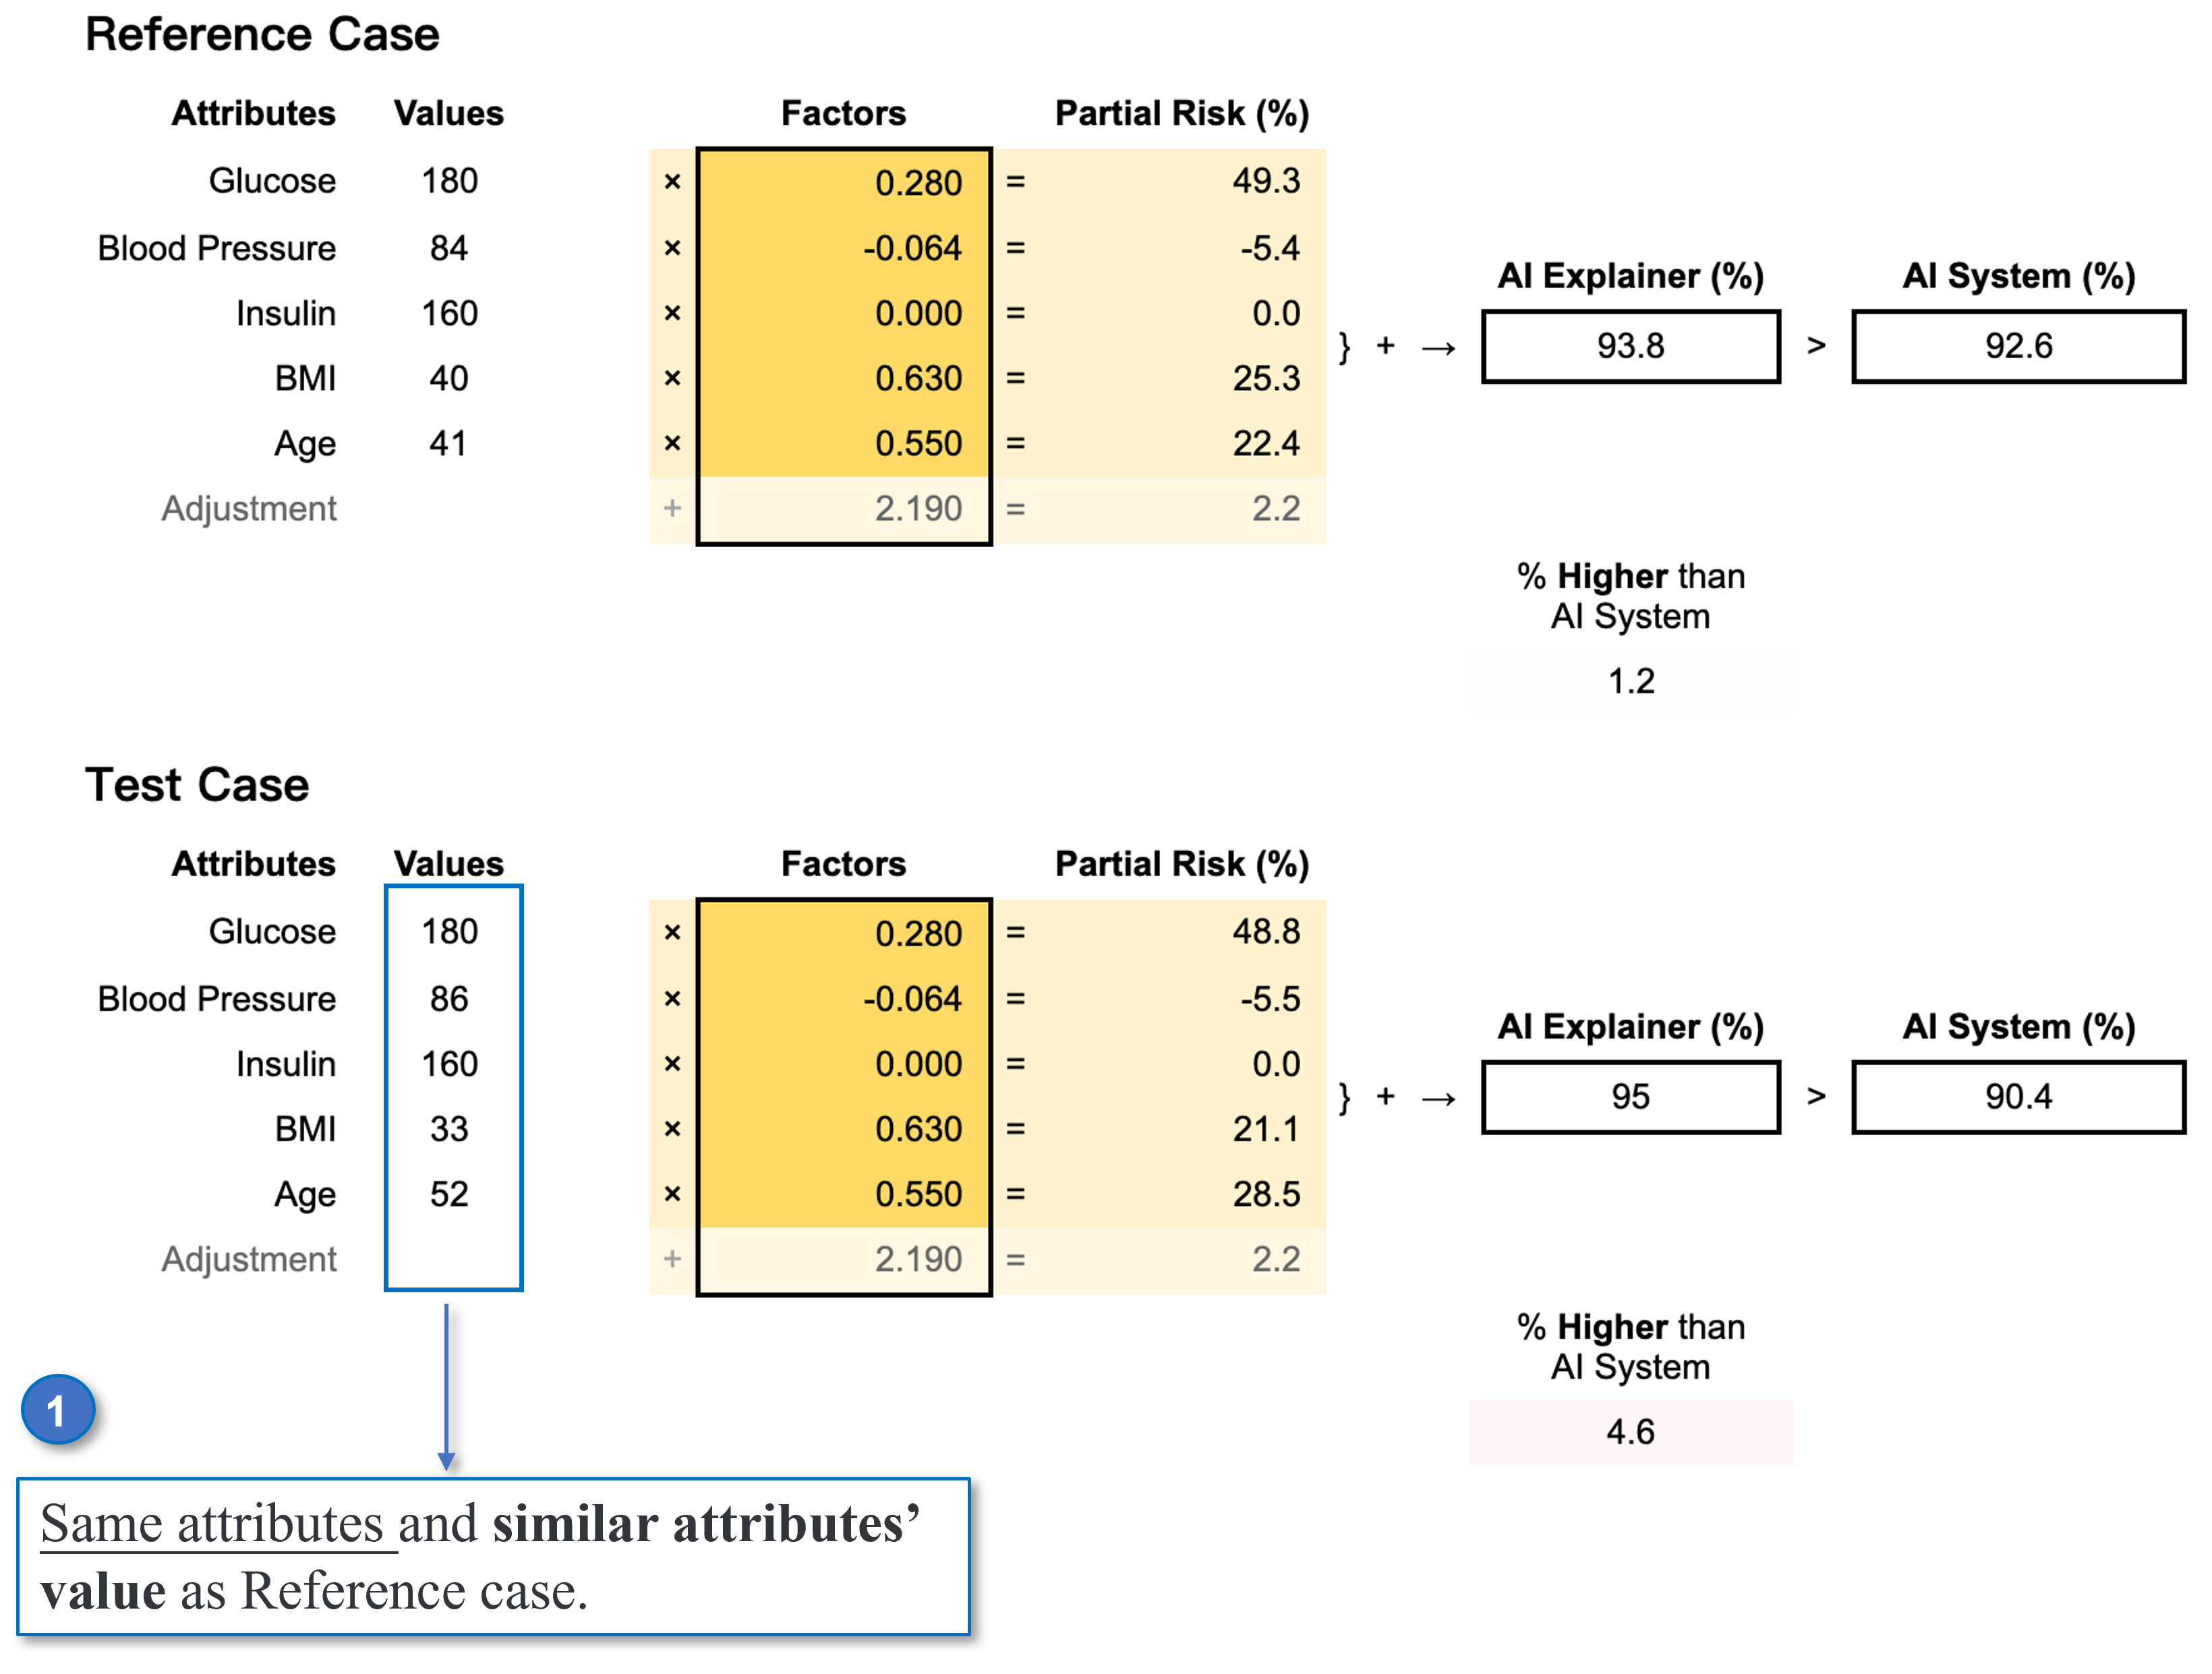 Reference Case
Attributes Values Factors Partial Risk (%)
Glucose 180 × 0.280 = 49.3
Blood Pressure 84 × -0.064 = -5.4
Insulin 160 × 0.000 = 0.0
BMI 40 × 0.630 = 25.3
Age 41 × 0.550 = 22.4
Adjustment + 2.190 = 2.2
AI Explainer (%) AI System (%)
} + → 93.8 > 92.6
% Higher than
AI System
1.2
Test Case
Attributes Values Factors Partial Risk (%)
Glucose 180 × 0.280 = 48.8
Blood Pressure 86 × -0.064 = -5.5
Insulin 160 × 0.000 = 0.0
BMI 33 × 0.630 = 21.1
Age 52 × 0.550 = 28.5
Adjustment + 2.190 = 2.2
AI Explainer (%) AI System (%)
} + → 95 > 90.4
% Higher than
AI System
4.6
1
Same attributes and similar attributes’
value as Reference case.